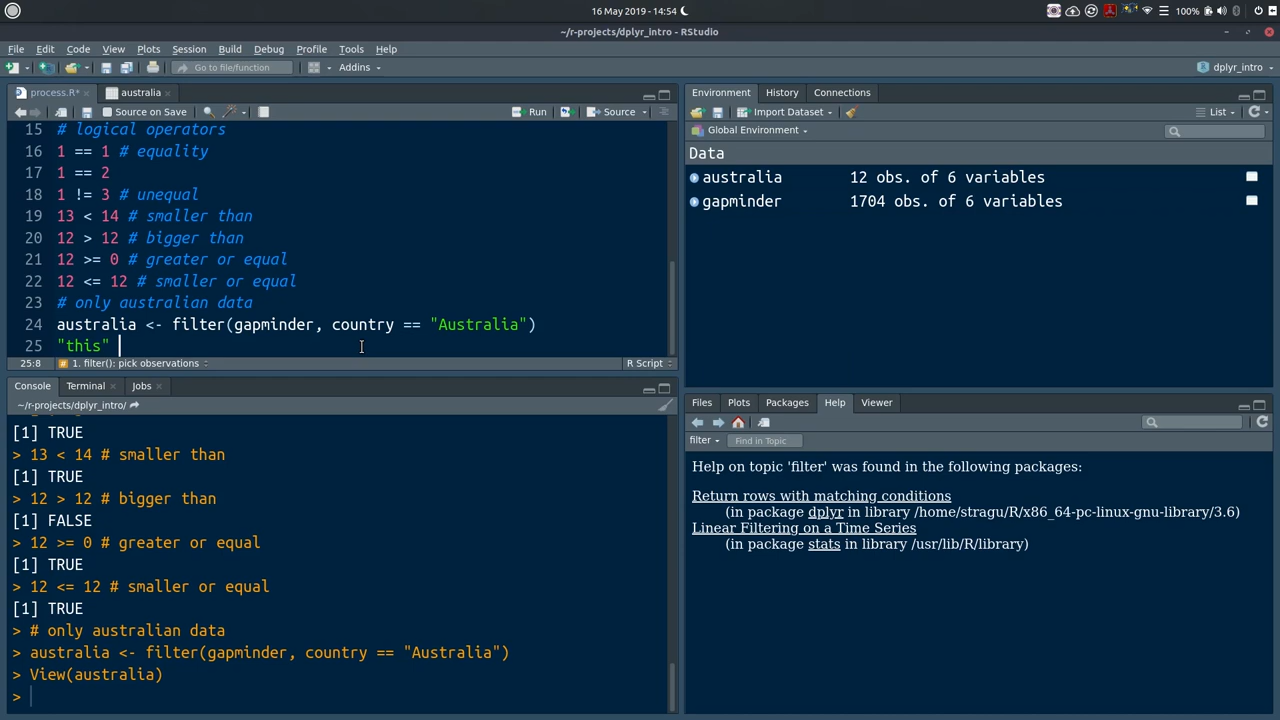 16 May 2019 - 14:54
100%
~/r-projects/dplyr_intro - RStudio
File Edit Code View Plots Session Build Debug Profile Tools Help
Go to file/function Addins dplyr_intro
process.R* australia
Source on Save Run Source
15 # logical operators
16 1 == 1 # equality
17 1 == 2
18 1 != 3 # unequal
19 13 < 14 # smaller than
20 12 > 12 # bigger than
21 12 >= 0 # greater or equal
22 12 <= 12 # smaller or equal
23 # only australian data
24 australia <- filter(gapminder, country == "Australia")
25 "this"
25:8 1. filter(): pick observations R Script
Console Terminal Jobs
~/r-projects/dplyr_intro/
[1] TRUE
> 13 < 14 # smaller than
[1] TRUE
> 12 > 12 # bigger than
[1] FALSE
> 12 >= 0 # greater or equal
[1] TRUE
> 12 <= 12 # smaller or equal
[1] TRUE
> # only australian data
> australia <- filter(gapminder, country == "Australia")
> View(australia)
>
Environment History Connections
Import Dataset List
Global Environment
Data
australia 12 obs. of 6 variables
gapminder 1704 obs. of 6 variables
Files Plots Packages Help Viewer
filter Find in Topic
Help on topic 'filter' was found in the following packages:
Return rows with matching conditions
(in package dplyr in library /home/stragu/R/x86_64-pc-linux-gnu-library/3.6)
Linear Filtering on a Time Series
(in package stats in library /usr/lib/R/library)